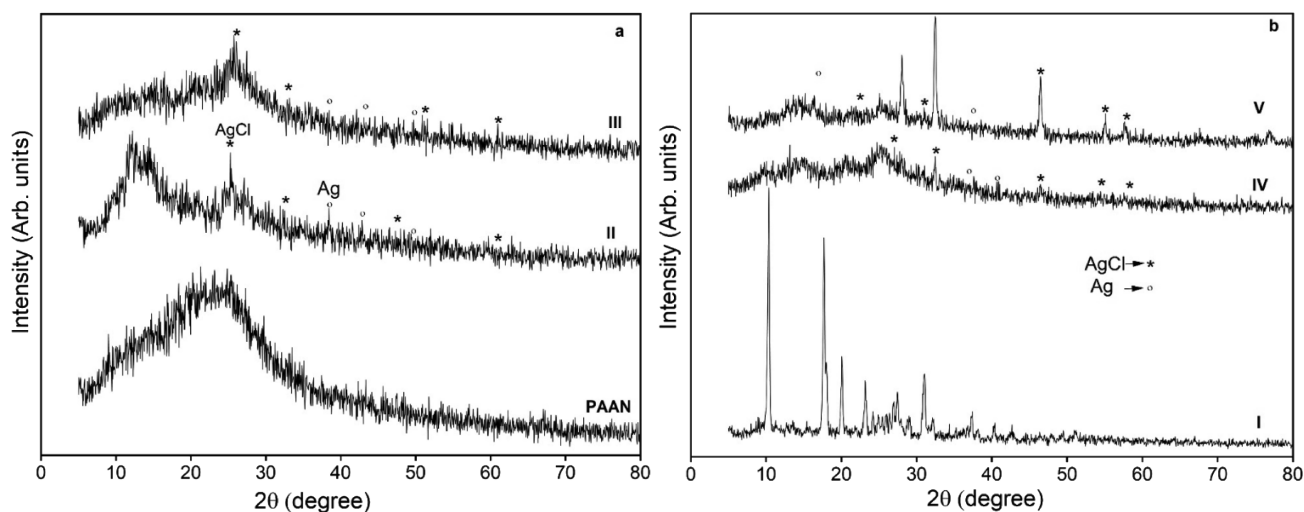 a
III
AgCl
Ag
II
PAAN
Intensity (Arb. units)
0 10 20 30 40 50 60 70 80
2θ (degree)
b
V
IV
AgCl→*
Ag →o
I
Intensity (Arb. units)
0 10 20 30 40 50 60 70 80
2θ (degree)